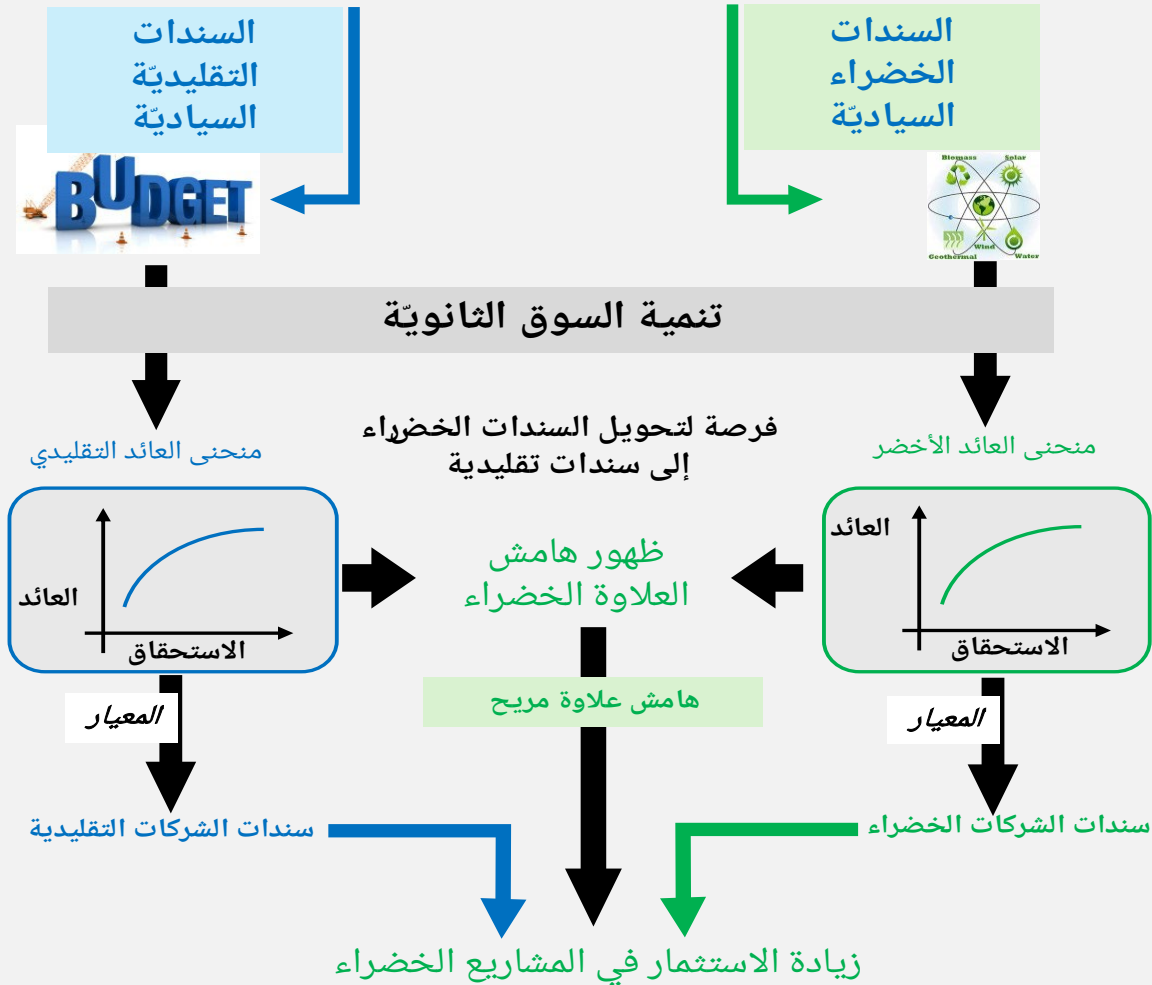 السندات
الخضراء
السياديّة
السندات
التقليديّة
السياديّة
Biomass
Solar
Wind
Geothermal
Water
BUDGET
تنمية السوق الثانويّة
فرصة لتحويل السندات الخضراء
إلى سندات تقليدية
منحنى العائد الأخضر
منحنى العائد التقليدي
العائد
الاستحقاق
ظهور هامش
العلاوة الخضراء
العائد
الاستحقاق
المعيار
هامش علاوة مريح
المعيار
سندات الشركات الخضراء
سندات الشركات التقليدية
زيادة الاستثمار في المشاريع الخضراء